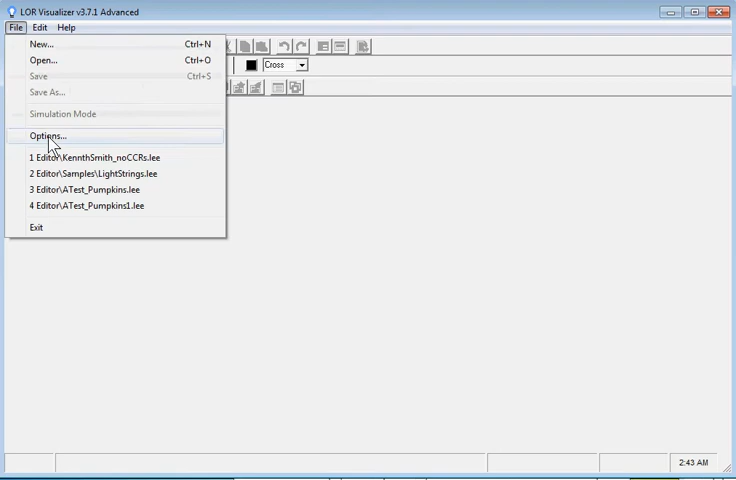 LOR Visualizer v3.7.1 Advanced
File Edit Help
New... Ctrl+N
Open... Ctrl+O
Save Ctrl+S
Save As...
Simulation Mode
Options...
1 Editor\KennthSmith_noCCRs.lee
2 Editor\Samples\LightStrings.lee
3 Editor\ATest_Pumpkins.lee
4 Editor\ATest_Pumpkins1.lee
Exit
Cross
2:43 AM